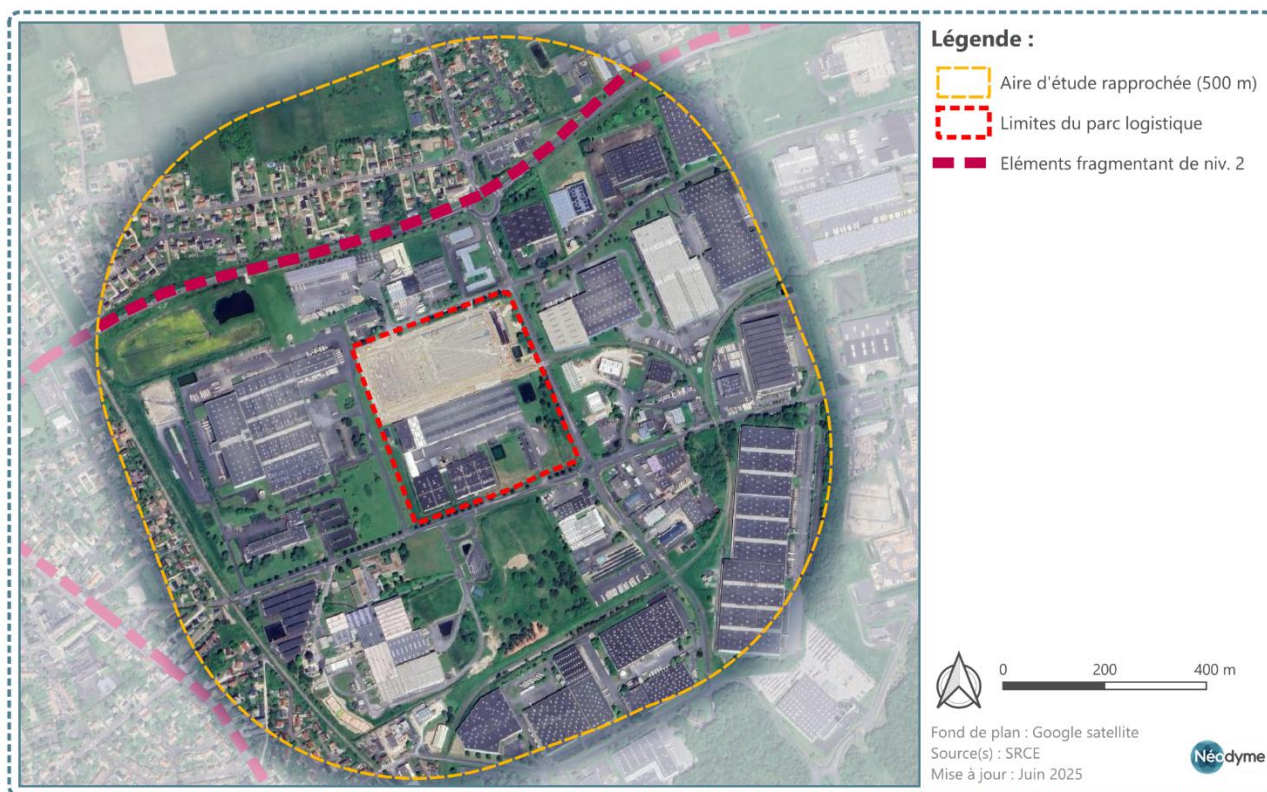 Légende :
Aire d'étude rapprochée (500 m)
Limites du parc logistique
Eléments fragmentant de niv. 2
0 200 400 m
Fond de plan : Google satellite
Source(s) : SRCE
Mise à jour : Juin 2025
Néodyme